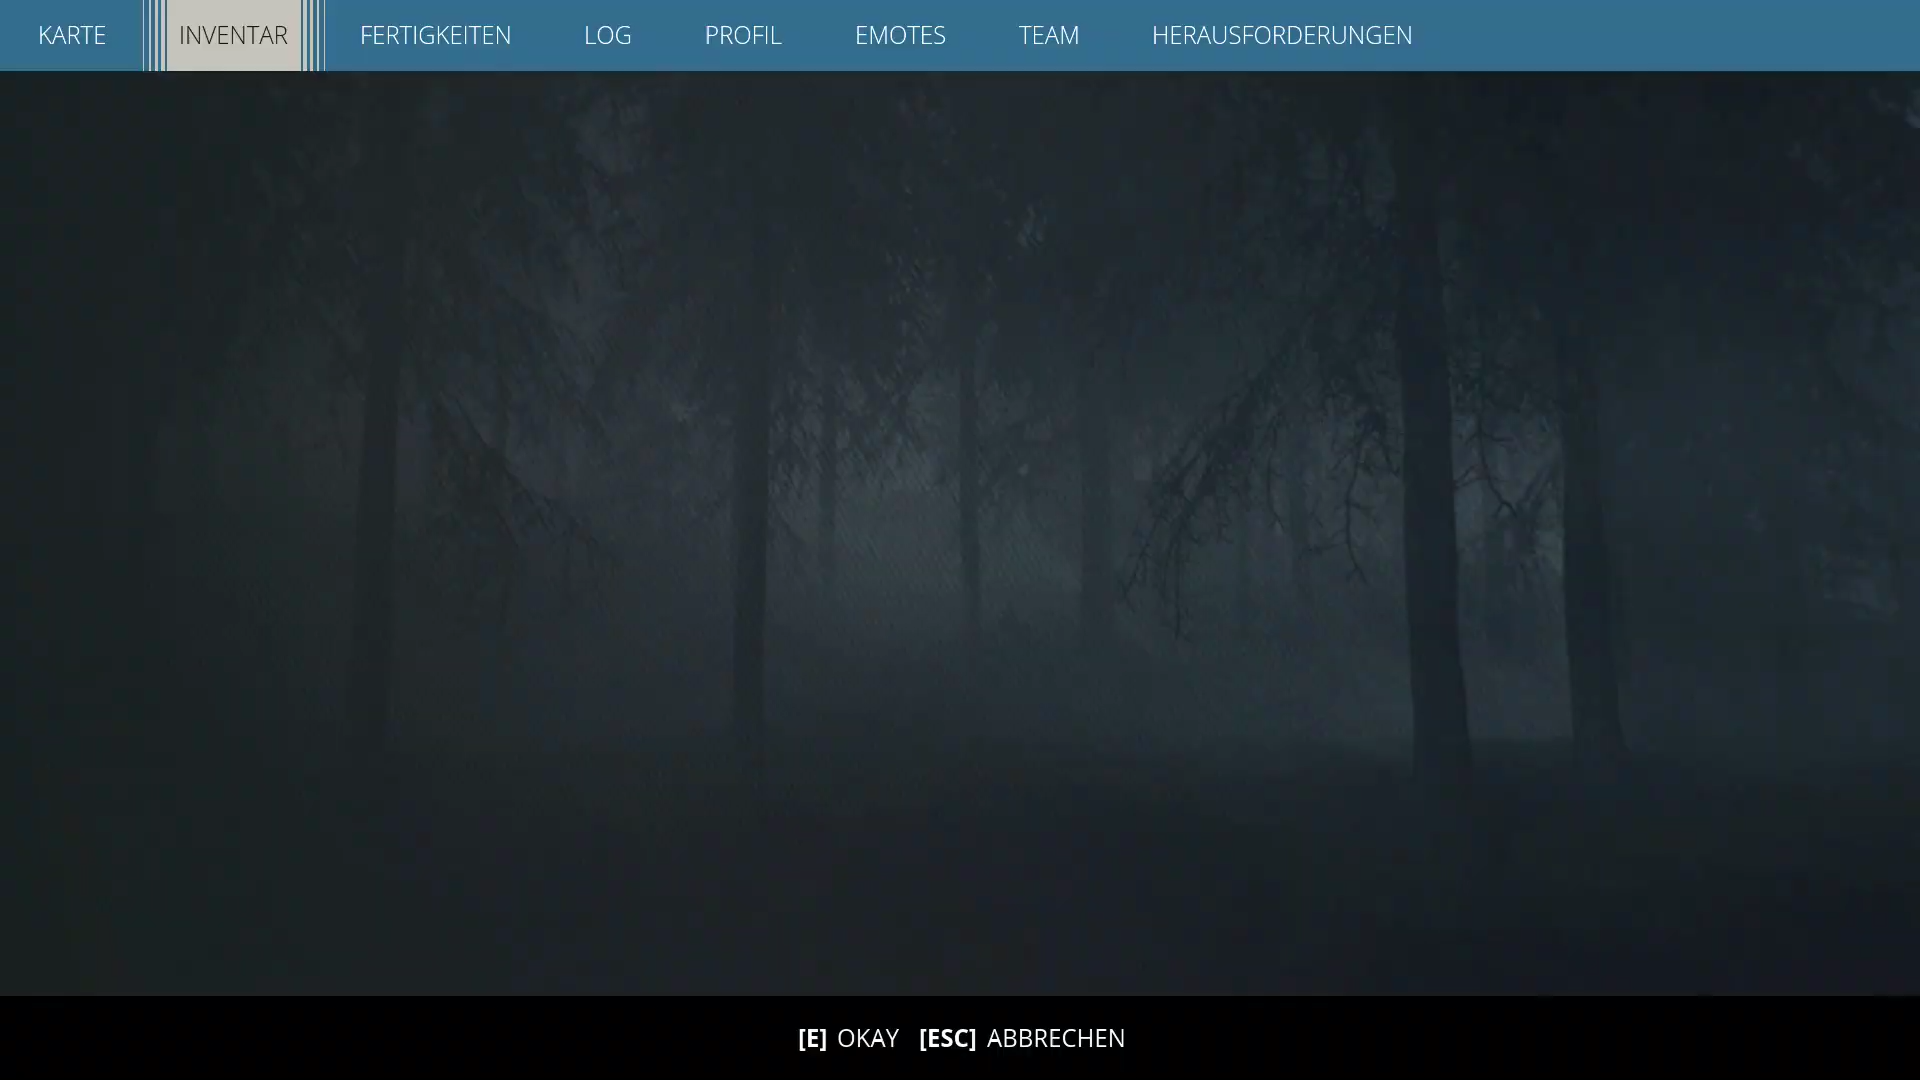 KARTE INVENTAR FERTIGKEITEN LOG PROFIL EMOTES TEAM HERAUSFORDERUNGEN
[E] OKAY [ESC] ABBRECHEN